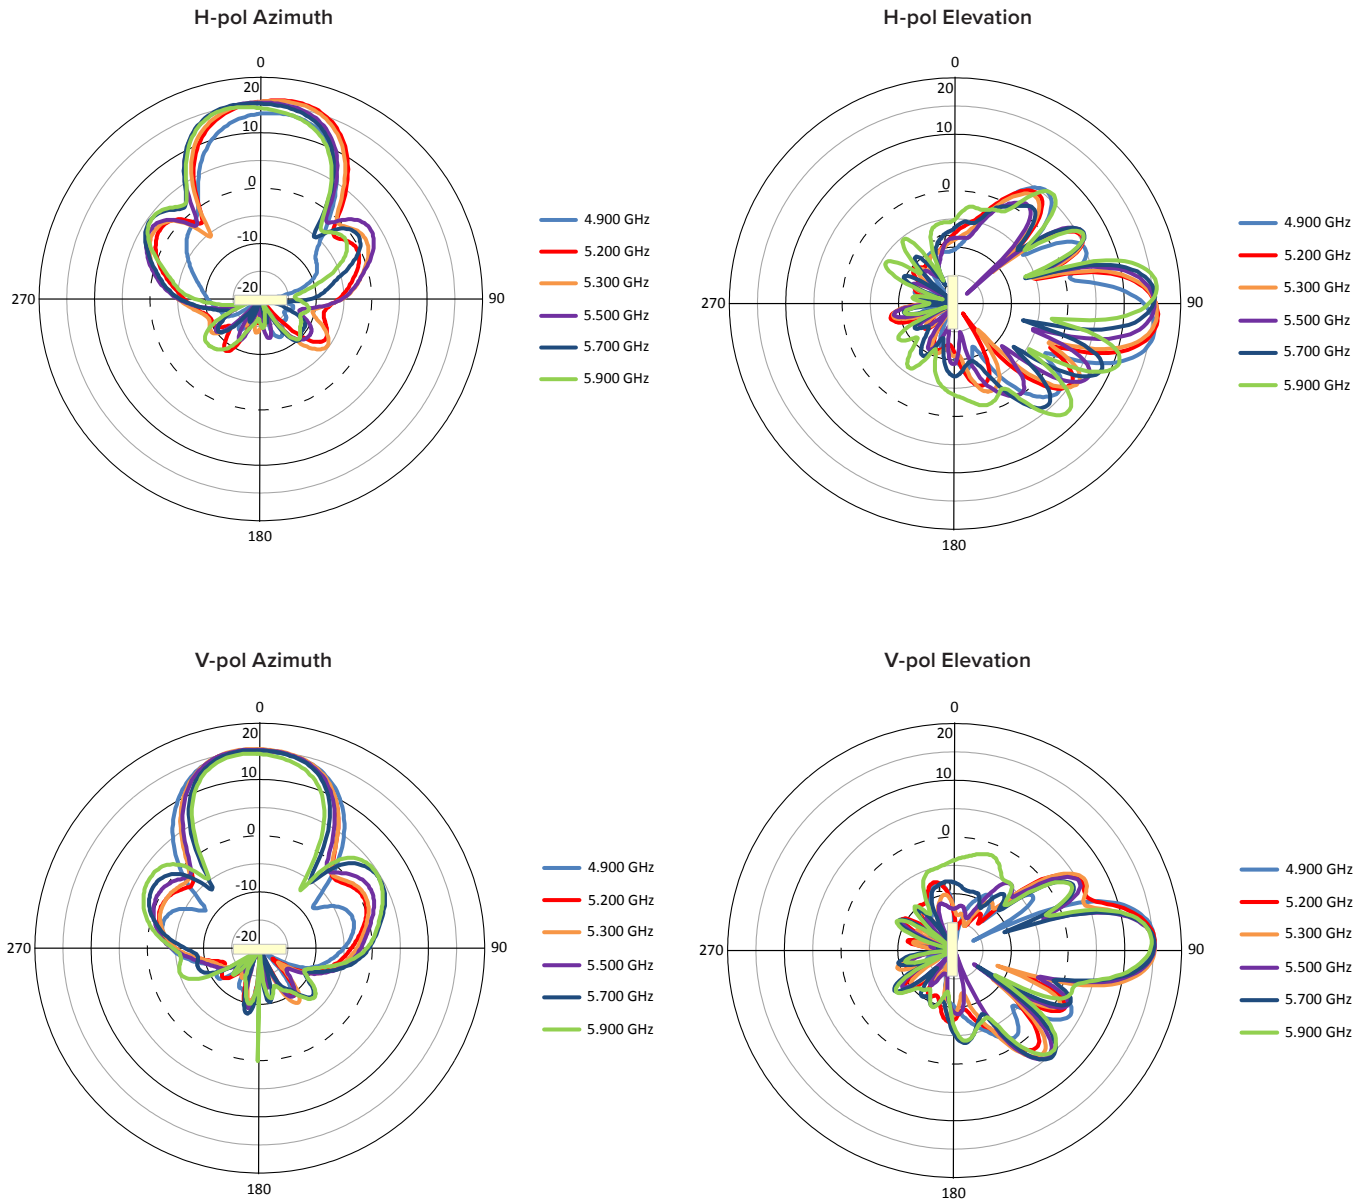 H-pol Azimuth
0
20
10
0
-10
-20
270
90
180
4.900 GHz
5.200 GHz
5.300 GHz
5.500 GHz
5.700 GHz
5.900 GHz
H-pol Elevation
0
20
10
0
270
90
180
4.900 GHz
5.200 GHz
5.300 GHz
5.500 GHz
5.700 GHz
5.900 GHz
V-pol Azimuth
0
20
10
0
-10
-20
270
90
180
4.900 GHz
5.200 GHz
5.300 GHz
5.500 GHz
5.700 GHz
5.900 GHz
V-pol Elevation
0
20
10
0
270
90
180
4.900 GHz
5.200 GHz
5.300 GHz
5.500 GHz
5.700 GHz
5.900 GHz